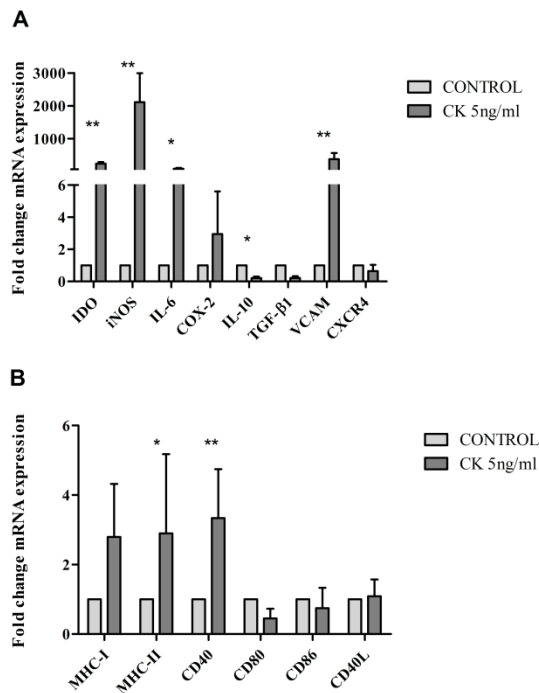 A
Fold change mRNA expression
3000
2000
1000
6
4
2
0
**
**
*
*
**
IDO
iNOS
IL-6
COX-2
IL-10
TGF-β1
VCAM
CXCR4
CONTROL
CK 5ng/ml
B
Fold change mRNA expression
6
4
2
0
*
**
MHC-I
MHC-II
CD40
CD80
CD86
CD40L
CONTROL
CK 5ng/ml